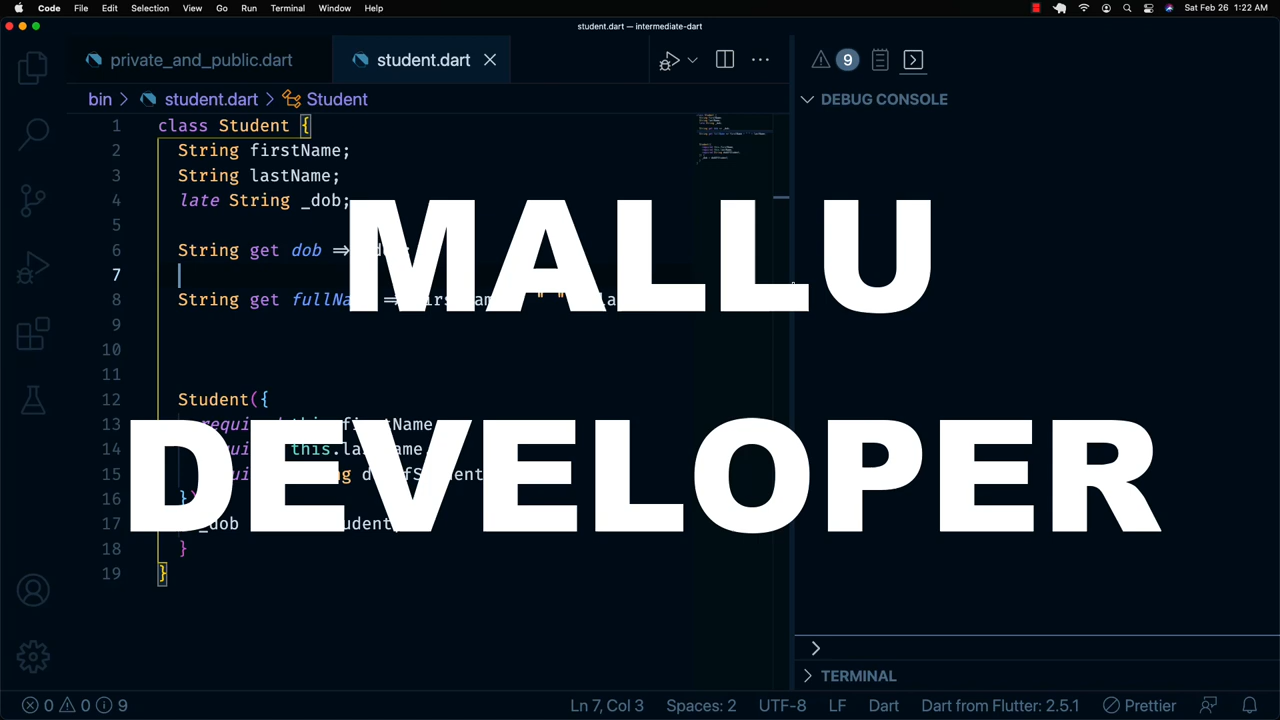 Code File Edit Selection View Go Run Terminal Window Help Sat Feb 26 1:22 AM
student.dart — intermediate-dart
private_and_public.dart student.dart
9
bin > student.dart > Student
DEBUG CONSOLE
1 class Student {
2 String firstName;
3 String lastName;
4 late String _dob;
5
6 String get dob =>
7
8 String get fullNa
9
10
11
12 Student({
13
14 this.
15
16 })
17 _dob
18 }
19 }
MALLU
DEVELOPER
TERMINAL
0 0 9 Ln 7, Col 3 Spaces: 2 UTF-8 LF Dart Dart from Flutter: 2.5.1 Prettier